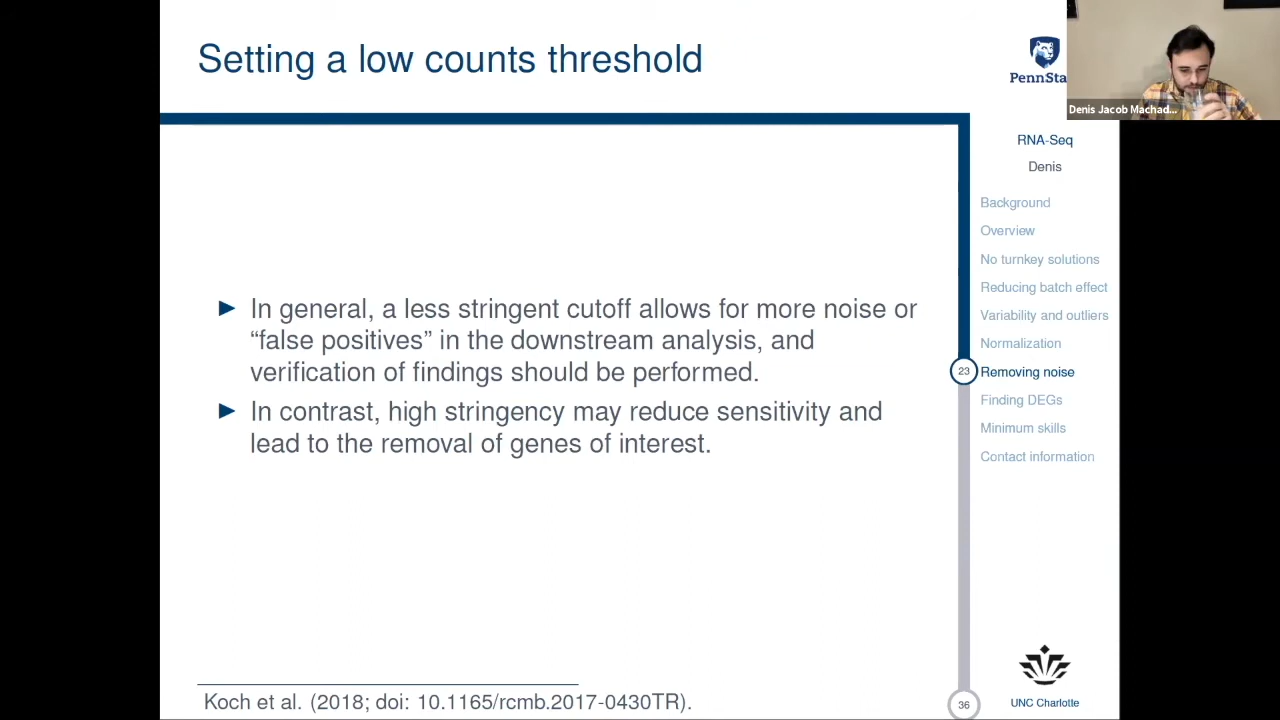 Setting a low counts threshold
PennSta
Denis Jacob Machad...
RNA-Seq
Denis
Background
Overview
No turnkey solutions
Reducing batch effect
Variability and outliers
Normalization
23
Removing noise
Finding DEGs
Minimum skills
Contact information
In general, a less stringent cutoff allows for more noise or
“false positives” in the downstream analysis, and
verification of findings should be performed.
In contrast, high stringency may reduce sensitivity and
lead to the removal of genes of interest.
Koch et al. (2018; doi: 10.1165/rcmb.2017-0430TR).
36
UNC Charlotte